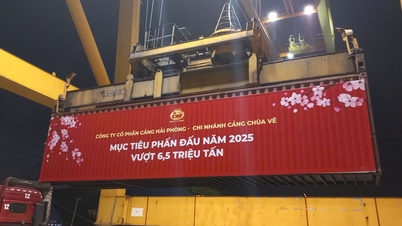 CÔNG TY CỔ PHẦN CẢNG HẢI PHÒNG - CHI NHÁNH CẢNG CHÙA VẼ
MỤC TIÊU PHẤN ĐẤU NĂM 2025
VƯỢT 6,5 TRIỆU TẤN